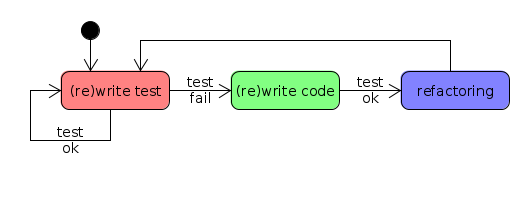 (re)write test
test
fail
(re)write code
test
ok
refactoring
test
ok